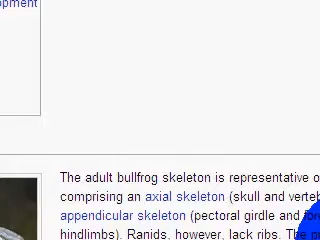 opment
The adult bullfrog skeleton is representative o
comprising an axial skeleton (skull and verteb
appendicular skeleton (pectoral girdle and fore
hindlimbs). Ranids, however, lack ribs. The